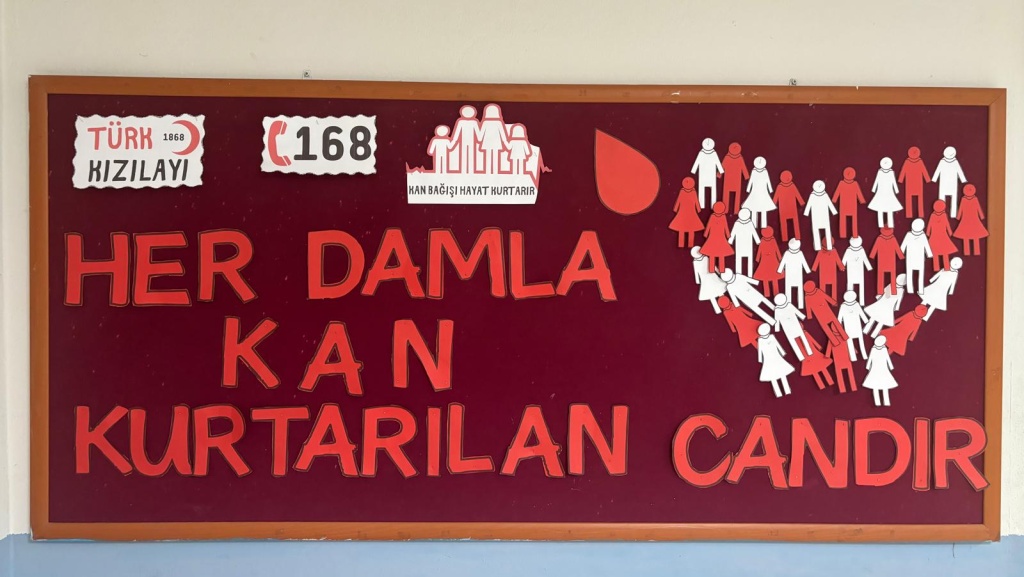 TÜRK 1868
KIZILAYI
168
KAN BAĞIŞI HAYAT KURTARIR
HER DAMLA
KAN
KURTARILAN CANDIR